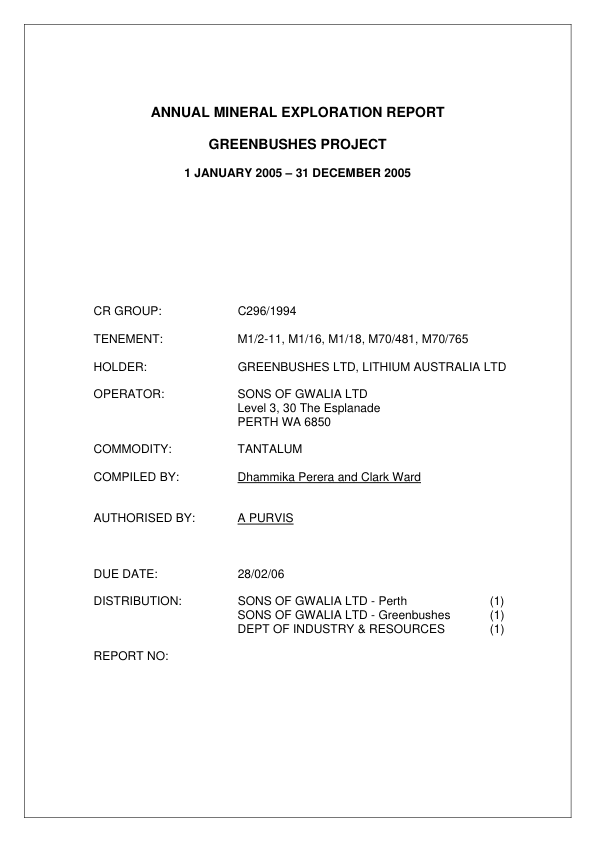 ANNUAL MINERAL EXPLORATION REPORT
GREENBUSHES PROJECT
1 JANUARY 2005 – 31 DECEMBER 2005
CR GROUP: C296/1994
TENEMENT: M1/2-11, M1/16, M1/18, M70/481, M70/765
HOLDER: GREENBUSHES LTD, LITHIUM AUSTRALIA LTD
OPERATOR: SONS OF GWALIA LTD
Level 3, 30 The Esplanade
PERTH WA 6850
COMMODITY: TANTALUM
COMPILED BY: Dhammika Perera and Clark Ward
AUTHORISED BY: A PURVIS
DUE DATE: 28/02/06
DISTRIBUTION: SONS OF GWALIA LTD - Perth (1)
SONS OF GWALIA LTD - Greenbushes (1)
DEPT OF INDUSTRY & RESOURCES (1)
REPORT NO: